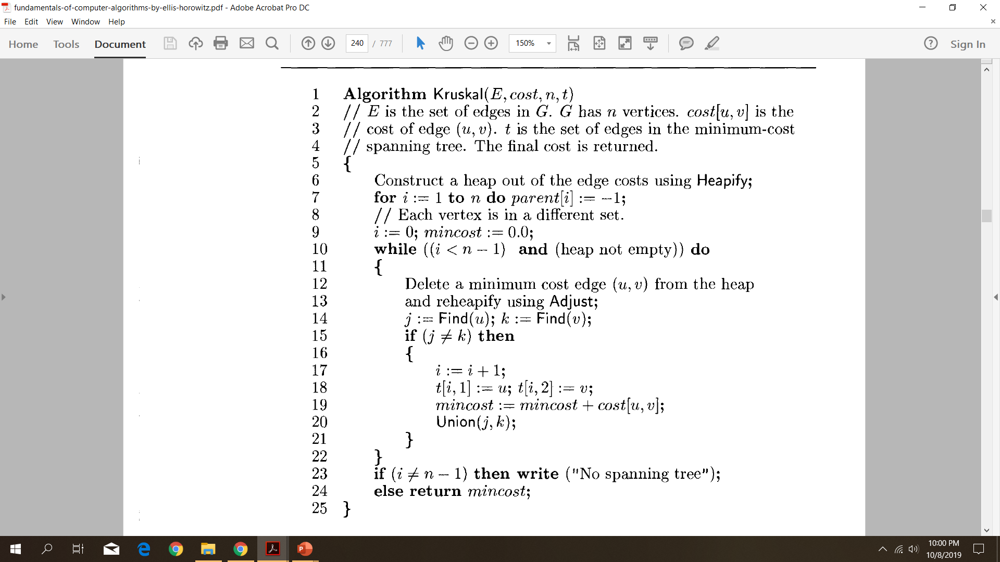 fundamentals-of-computer-algorithms-by-ellis-horowitz.pdf - Adobe Acrobat Pro DC
File Edit View Window Help
Home Tools Document 240 / 777 150% Sign In
1 Algorithm Kruskal(E, cost, n, t)
2 // E is the set of edges in G. G has n vertices. cost[u, v] is the
3 // cost of edge (u, v). t is the set of edges in the minimum-cost
4 // spanning tree. The final cost is returned.
5 {
6 Construct a heap out of the edge costs using Heapify;
7 for i := 1 to n do parent[i] := −1;
8 // Each vertex is in a different set.
9 i := 0; mincost := 0.0;
10 while ((i < n − 1) and (heap not empty)) do
11 {
12 Delete a minimum cost edge (u, v) from the heap
13 and reheapify using Adjust;
14 j := Find(u); k := Find(v);
15 if (j ≠ k) then
16 {
17 i := i + 1;
18 t[i, 1] := u; t[i, 2] := v;
19 mincost := mincost + cost[u, v];
20 Union(j, k);
21 }
22 }
23 if (i ≠ n − 1) then write ("No spanning tree");
24 else return mincost;
25 }
10:00 PM
10/8/2019